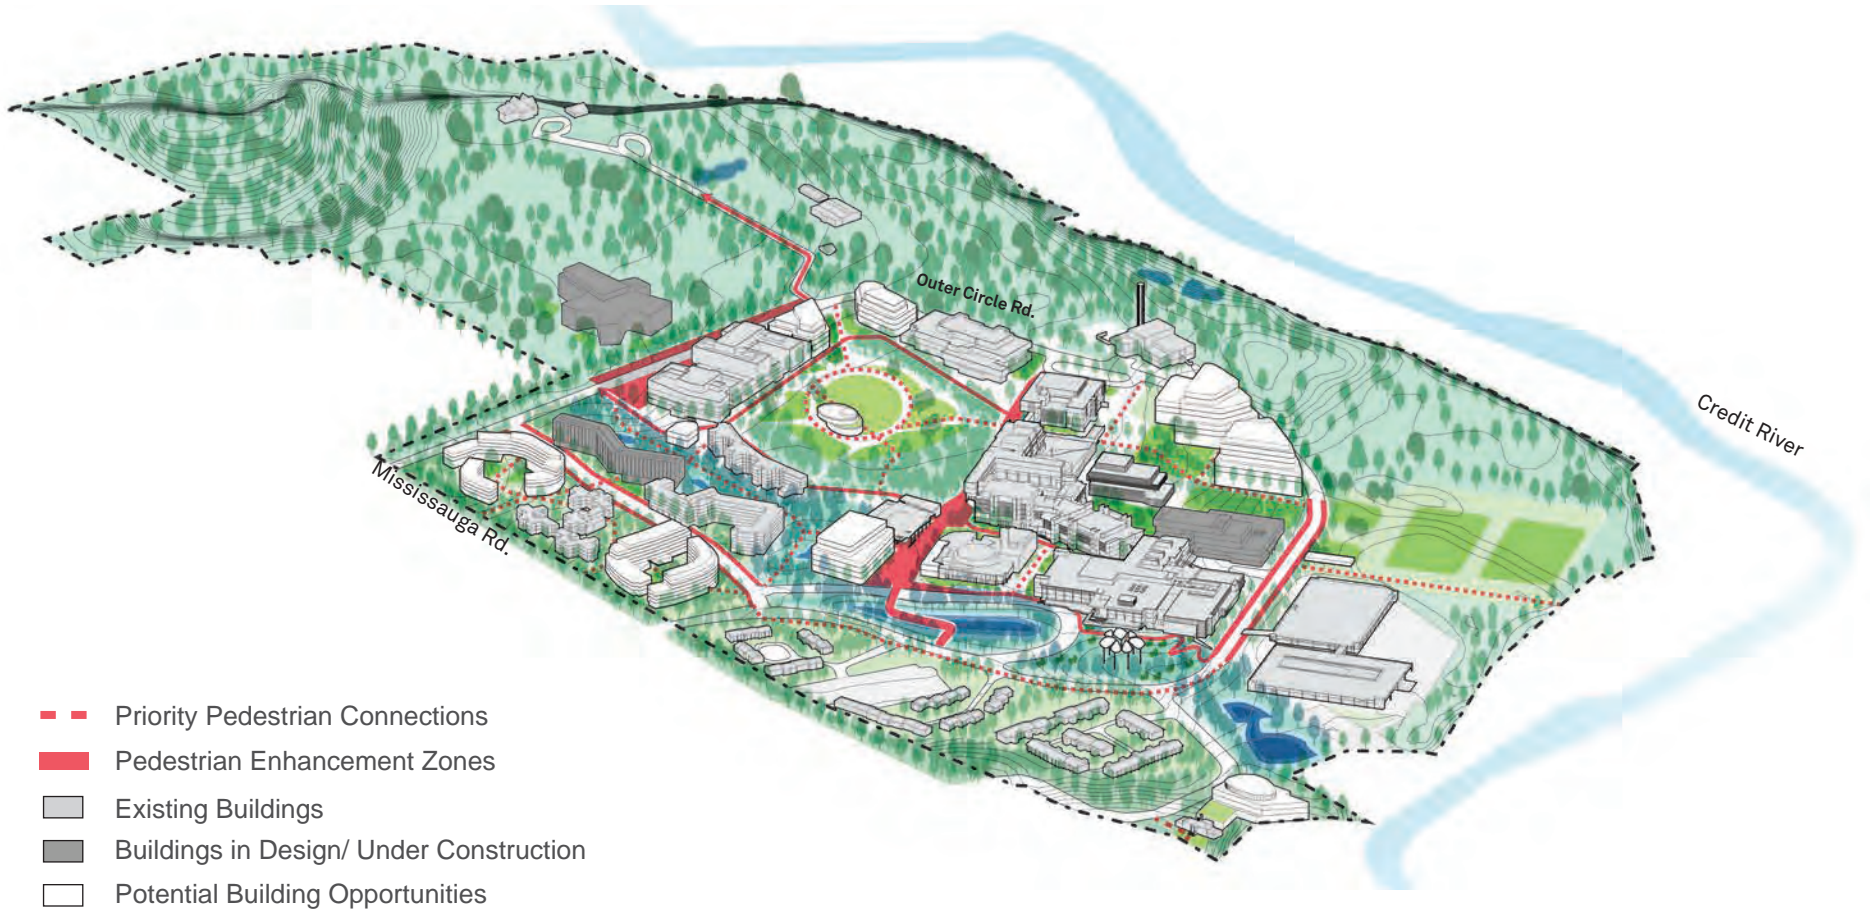 Outer Circle Rd.
Credit River
Mississauga Rd.
Priority Pedestrian Connections
Pedestrian Enhancement Zones
Existing Buildings
Buildings in Design/ Under Construction
Potential Building Opportunities